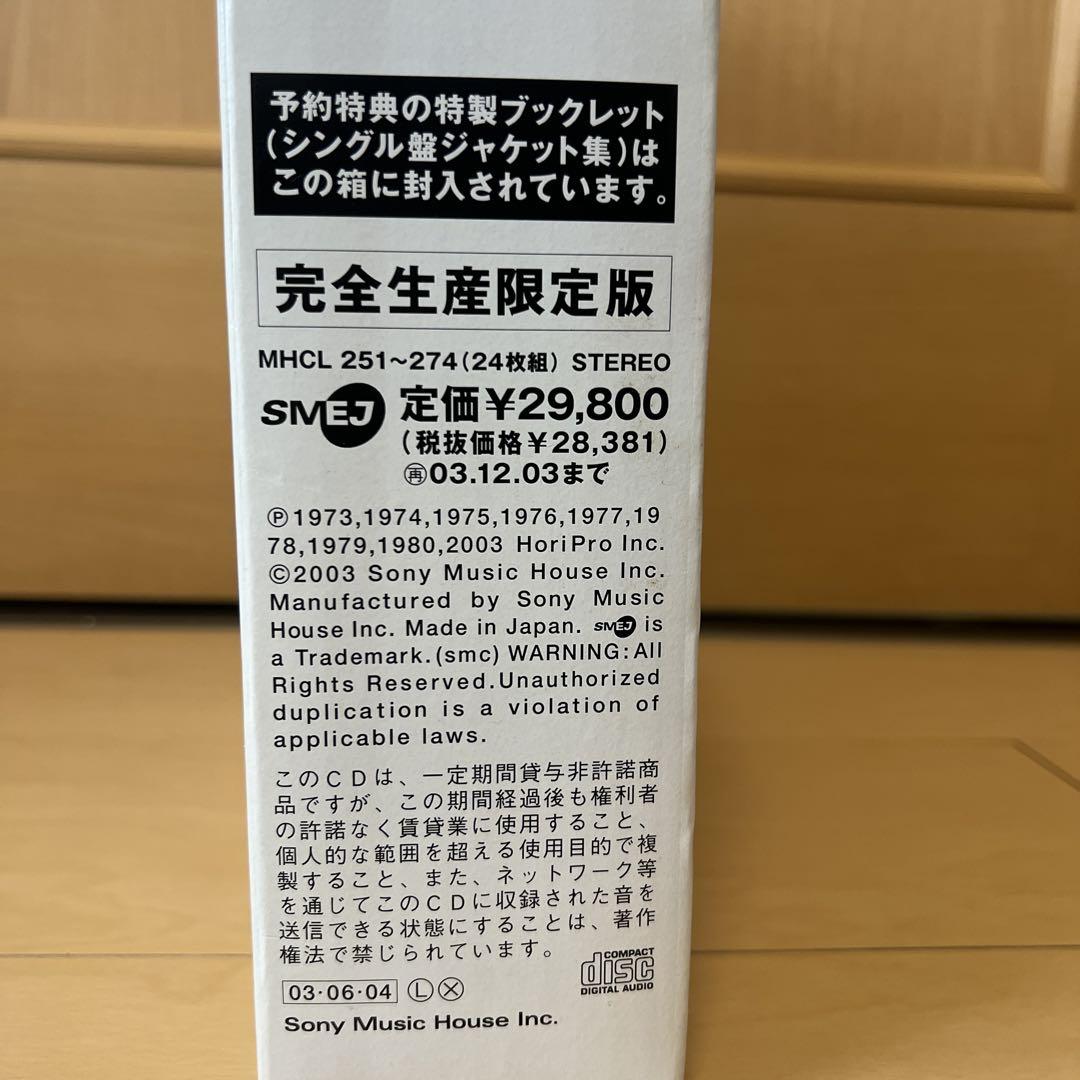 予約特典の特製ブックレット
(シングル盤ジャケット集)は
この箱に封入されています。
完全生産限定版
MHCL 251～274(24枚組) STEREO
SMEJ 定価¥29,800
(税抜価格¥28,381)
㊢03.12.03まで
℗1973,1974,1975,1976,1977,19
78,1979,1980,2003 HoriPro Inc.
©2003 Sony Music House Inc.
Manufactured by Sony Music
House Inc. Made in Japan. SMEJ is
a Trademark.(smc) WARNING:All
Rights Reserved.Unauthorized
duplication is a violation of
applicable laws.
このCDは、一定期間貸与非許諾商
品ですが、この期間経過後も権利者
の許諾なく賃貸業に使用すること、
個人的な範囲を超える使用目的で複
製すること、また、ネットワーク等
を通じてこのCDに収録された音を
送信できる状態にすることは、著作
権法で禁じられています。
COMPACT
disc
DIGITAL AUDIO
03·06·04 Ⓛ Ⓧ
Sony Music House Inc.